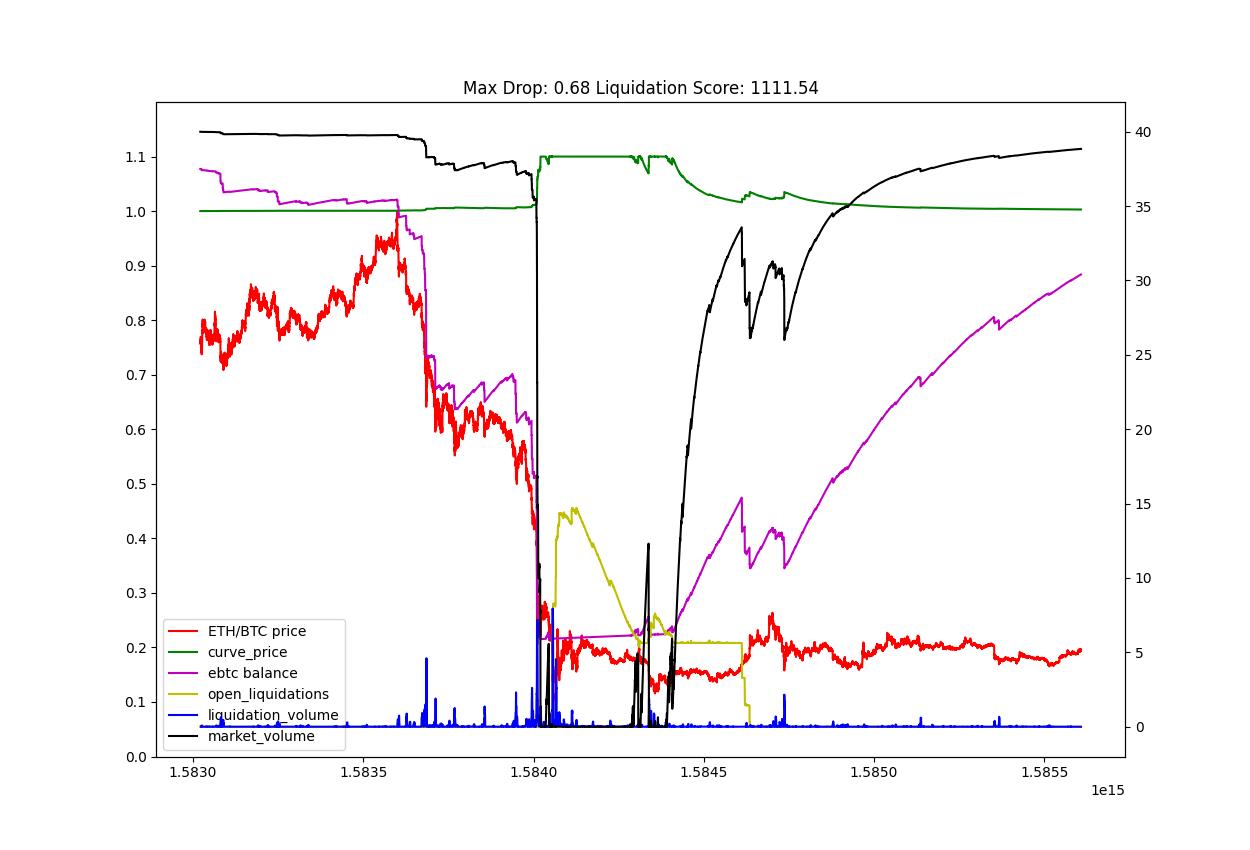 Max Drop: 0.68 Liquidation Score: 1111.54
1.1
1.0
0.9
0.8
0.7
0.6
0.5
0.4
0.3
0.2
0.1
0.0
40
35
30
25
20
15
10
5
0
ETH/BTC price
curve_price
ebtc balance
open_liquidations
liquidation_volume
market_volume
1.5830 1.5835 1.5840 1.5845 1.5850 1.5855
1e15